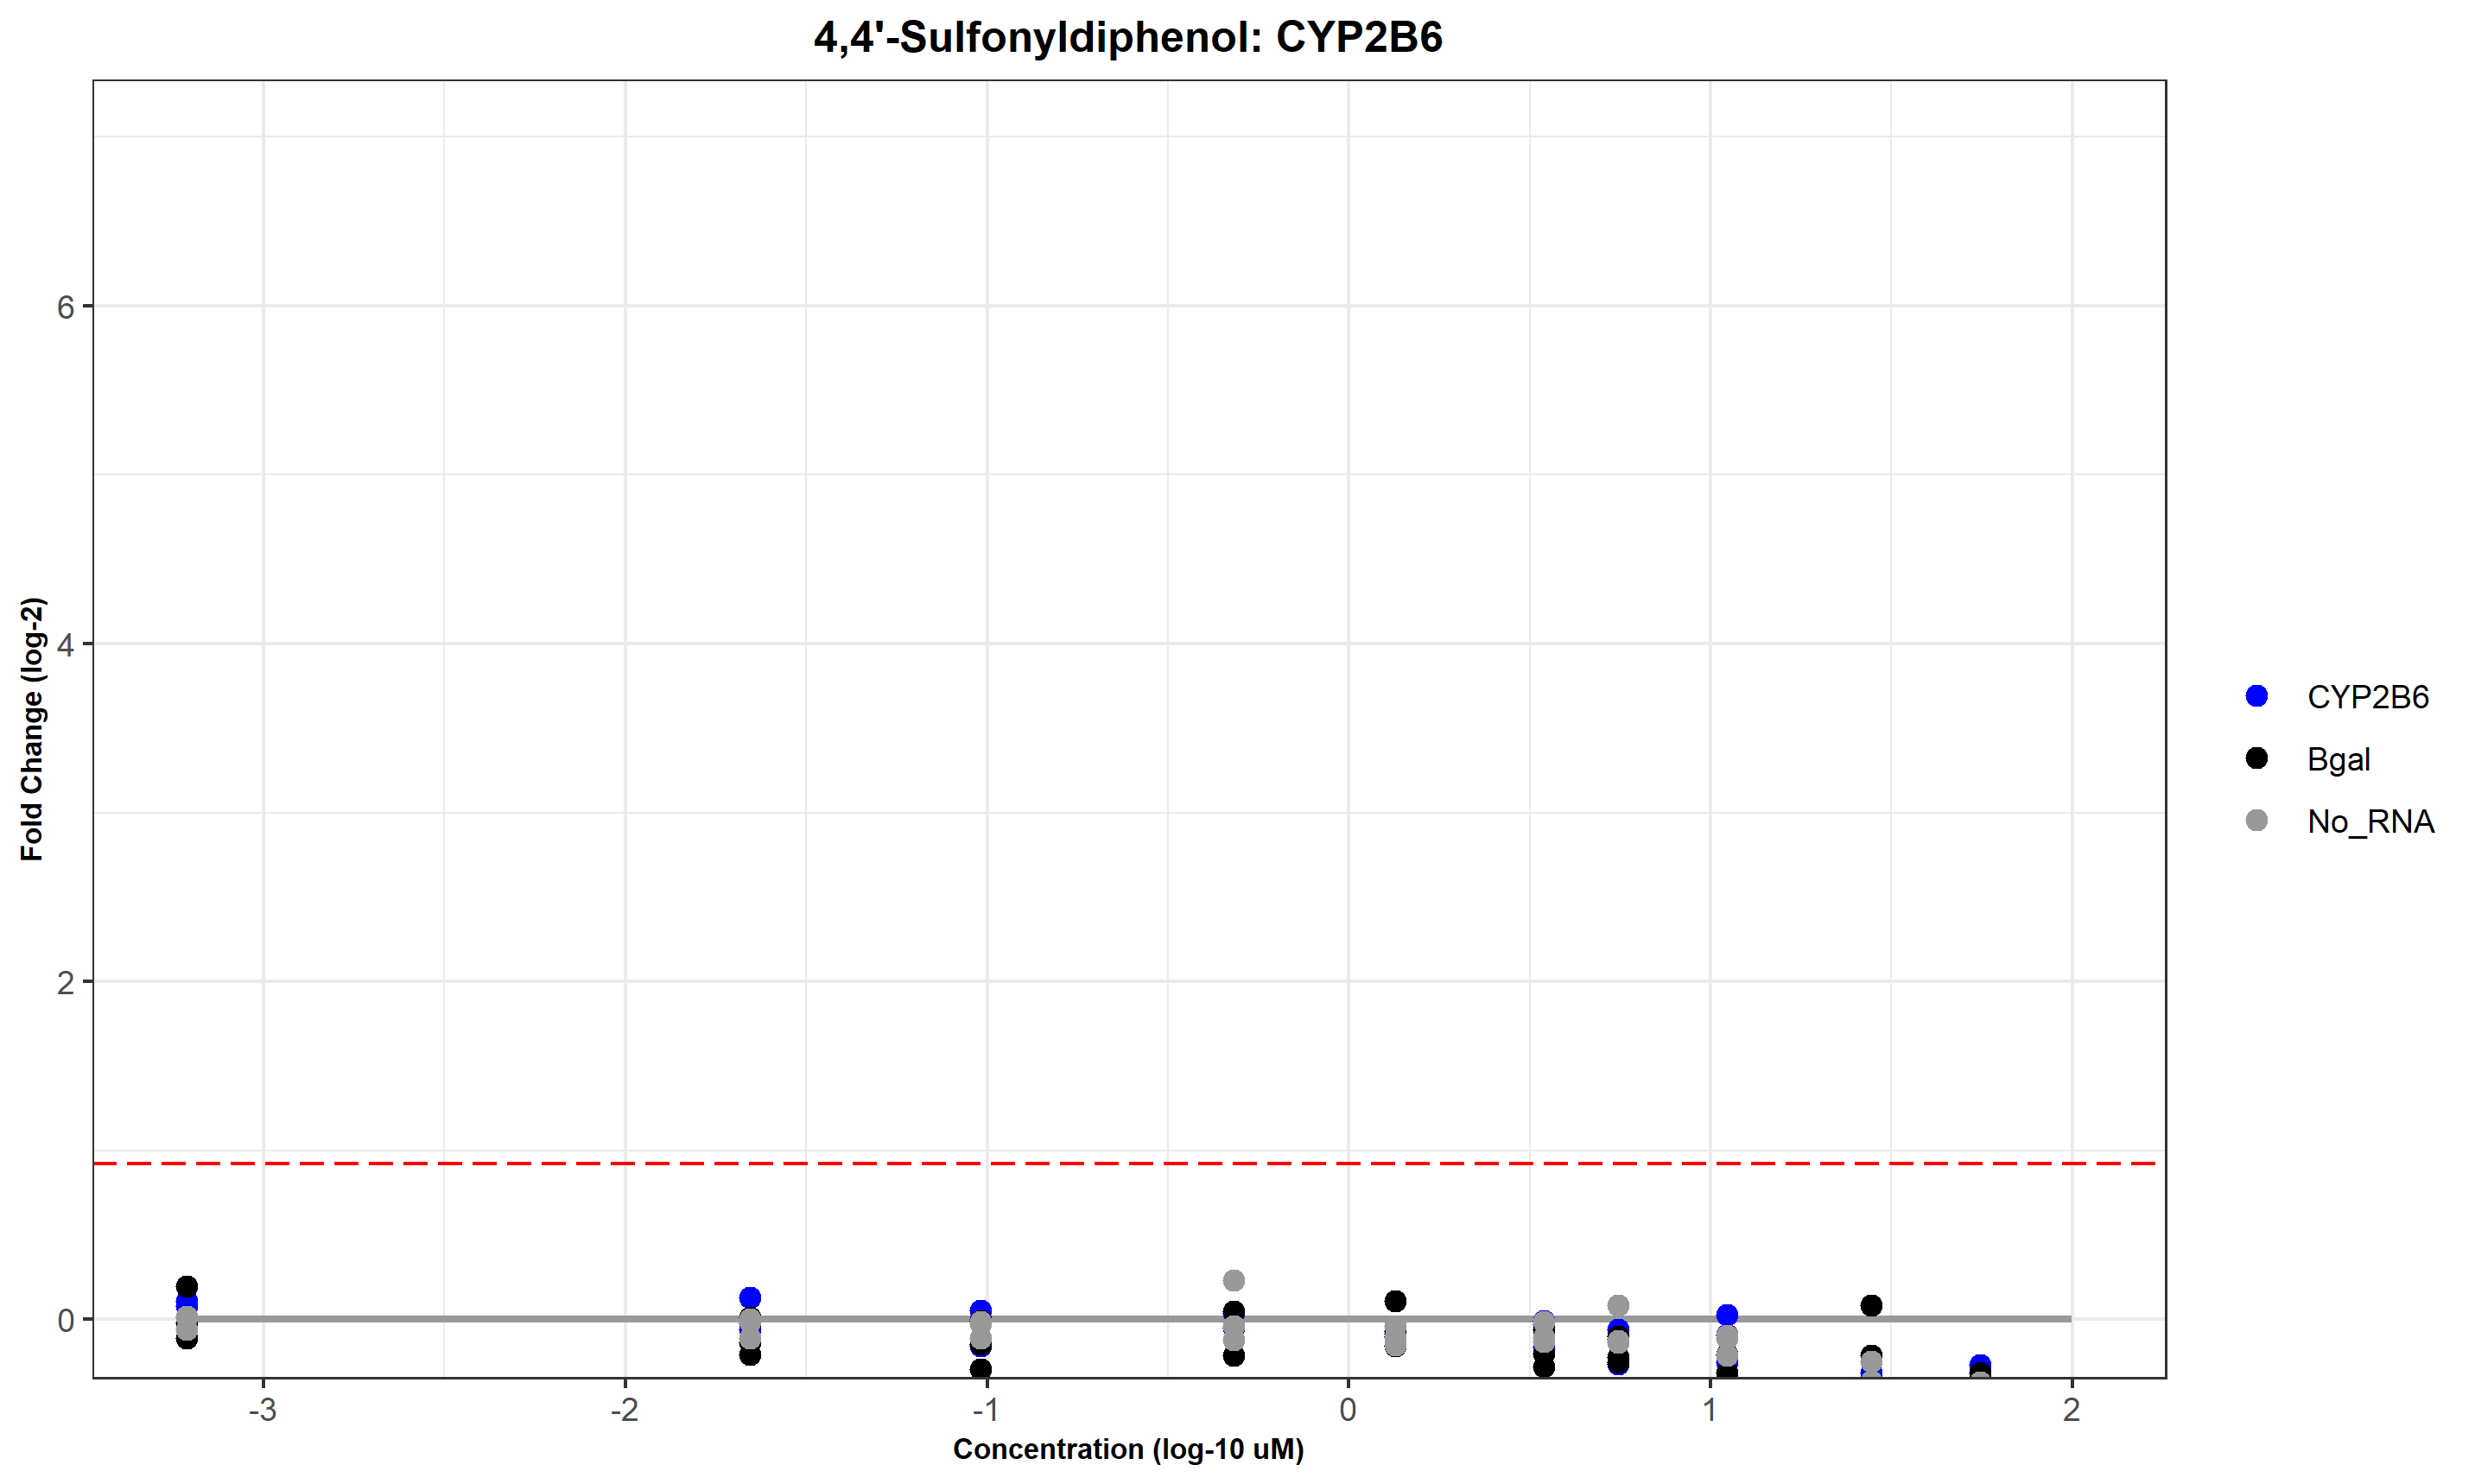 4,4'-Sulfonyldiphenol: CYP2B6
Fold Change (log-2)
6
4
2
0
-3
-2
-1
0
1
2
Concentration (log-10 uM)
CYP2B6
Bgal
No_RNA